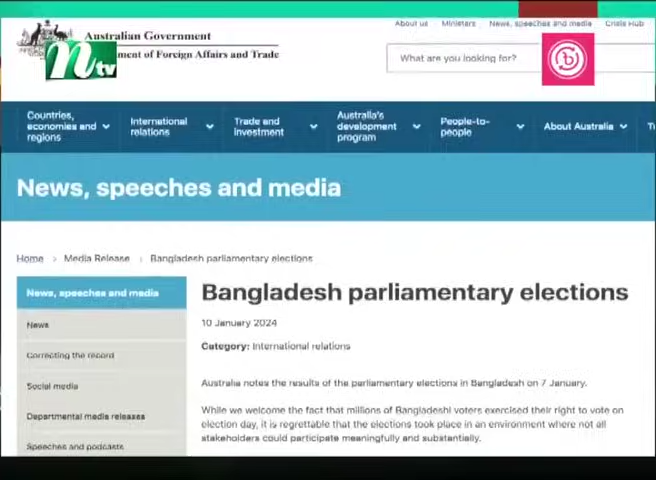 About us Ministers News, speeches and media Crisis Hub
Australian Government
ment of Foreign Affairs and Trade
ntv
What are you looking for?
Countries, economies and regions
International relations
Trade and investment
Australia's development program
People-to-people
About Australia
News, speeches and media
Home > Media Release > Bangladesh parliamentary elections
News, speeches and media
News
Correcting the record
Social media
Departmental media releases
Speeches and podcasts
Bangladesh parliamentary elections
10 January 2024
Category: International relations
Australia notes the results of the parliamentary elections in Bangladesh on 7 January.
While we welcome the fact that millions of Bangladeshi voters exercised their right to vote on
election day, it is regrettable that the elections took place in an environment where not all
stakeholders could participate meaningfully and substantially.